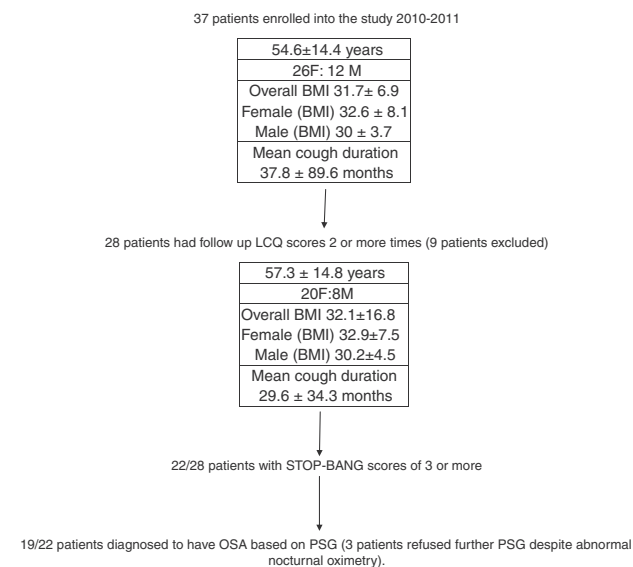 37 patients enrolled into the study 2010-2011
54.6±14.4 years
26F: 12 M
Overall BMI 31.7± 6.9
Female (BMI) 32.6 ± 8.1
Male (BMI) 30 ± 3.7
Mean cough duration
37.8 ± 89.6 months
28 patients had follow up LCQ scores 2 or more times (9 patients excluded)
57.3 ± 14.8 years
20F:8M
Overall BMI 32.1±16.8
Female (BMI) 32.9±7.5
Male (BMI) 30.2±4.5
Mean cough duration
29.6 ± 34.3 months
22/28 patients with STOP-BANG scores of 3 or more
19/22 patients diagnosed to have OSA based on PSG (3 patients refused further PSG despite abnormal
nocturnal oximetry).